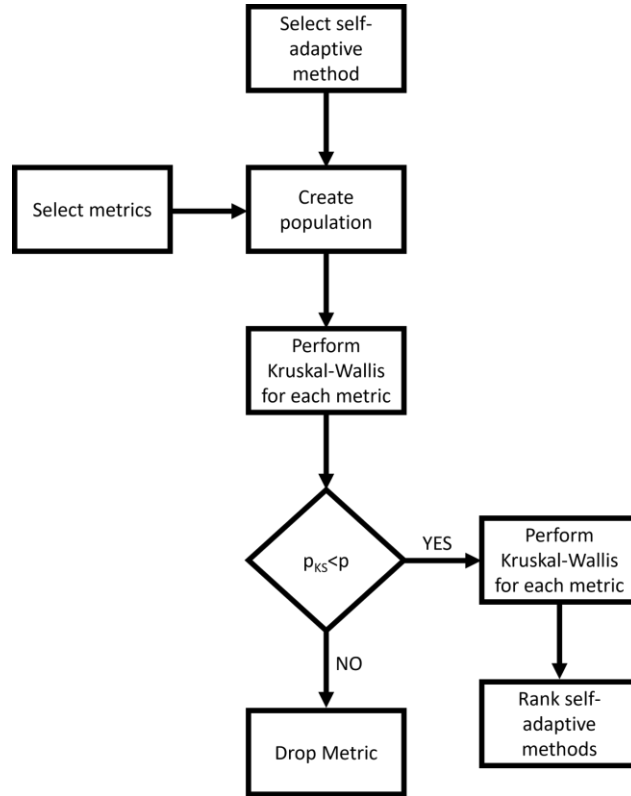 Select self-
adaptive
method
Select metrics
Create
population
Perform
Kruskal-Wallis
for each metric
pKS<p
YES
Perform
Kruskal-Wallis
for each metric
NO
Drop Metric
Rank self-
adaptive
methods